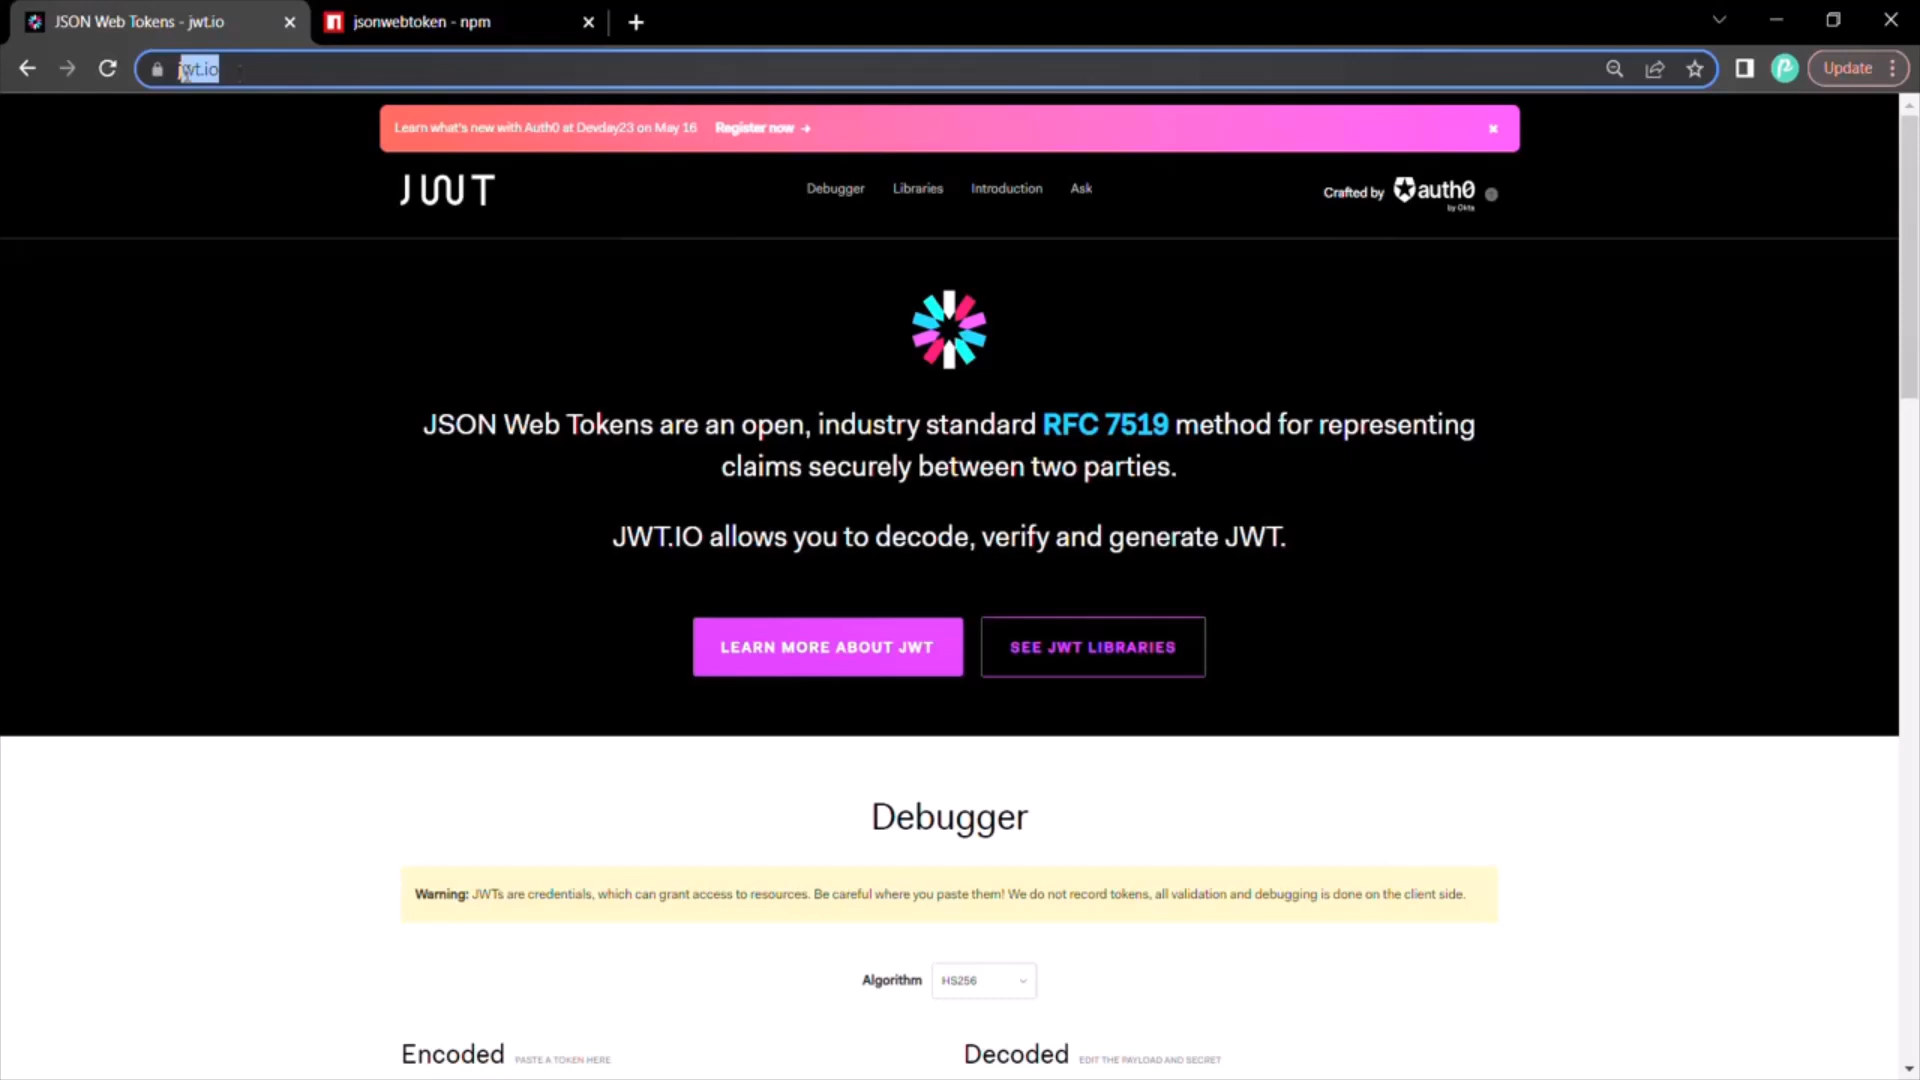 JSON Web Tokens - jwt.io
jsonwebtoken - npm
jwt.io
Update
Learn what's new with Auth0 at Devday23 on May 16 Register now →
JWT
Debugger Libraries Introduction Ask
Crafted by auth0
by Okta
JSON Web Tokens are an open, industry standard RFC 7519 method for representing
claims securely between two parties.
JWT.IO allows you to decode, verify and generate JWT.
LEARN MORE ABOUT JWT
SEE JWT LIBRARIES
Debugger
Warning: JWTs are credentials, which can grant access to resources. Be careful where you paste them! We do not record tokens, all validation and debugging is done on the client side.
Algorithm HS256
Encoded PASTE A TOKEN HERE
Decoded EDIT THE PAYLOAD AND SECRET